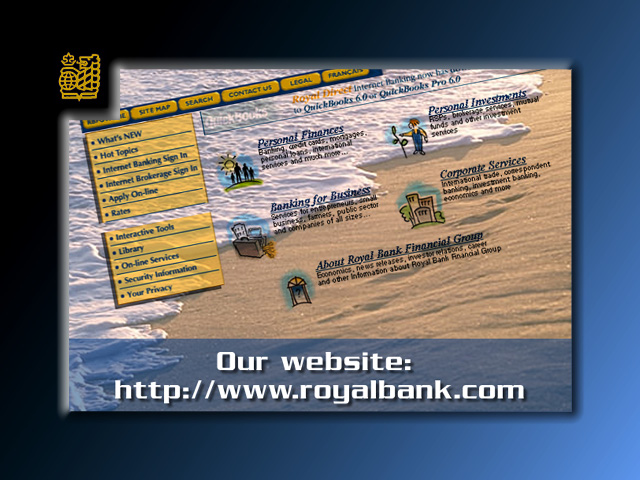 SITE MAP
SEARCH
CONTACT US
LEGAL
FRANÇAIS
Royal Direct Internet Banking now has
to QuickBooks 6.0 or QuickBooks Pro 6.0
• What's NEW
• Hot Topics
• Internet Banking Sign In
• Internet Brokerage Sign In
• Apply On-line
• Rates
• Interactive Tools
• Library
• On-line Services
• Security Information
• Your Privacy
Personal Finances
Banking, credit cards, mortgages,
personal loans, international
services and much more...
Personal Investments
RSPs, brokerage services, mutual
funds and other investment
services
Banking for Business
Services for entrepreneurs, small
business, farmers, public sector
and companies of all sizes...
Corporate Services
International trade, correspondent
banking, investment banking,
economics and more
About Royal Bank Financial Group
Economics, news releases, investor relations, career
and other information about Royal Bank Financial Group
Our website:
http://www.royalbank.com